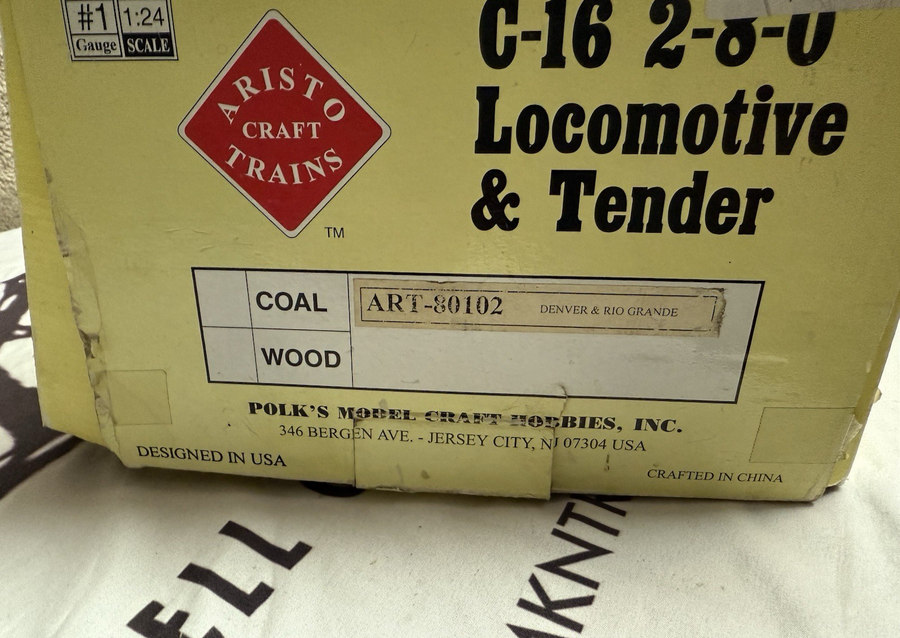 #1 1:24
Gauge SCALE
ARISTO
CRAFT
TRAINS
TM
C-16 2-8-0
Locomotive
& Tender
COAL
ART-80102 DENVER & RIO GRANDE
WOOD
POLK'S MODEL CRAFT HOBBIES, INC.
346 BERGEN AVE. - JERSEY CITY, NJ 07304 USA
DESIGNED IN USA
CRAFTED IN CHINA
ELL